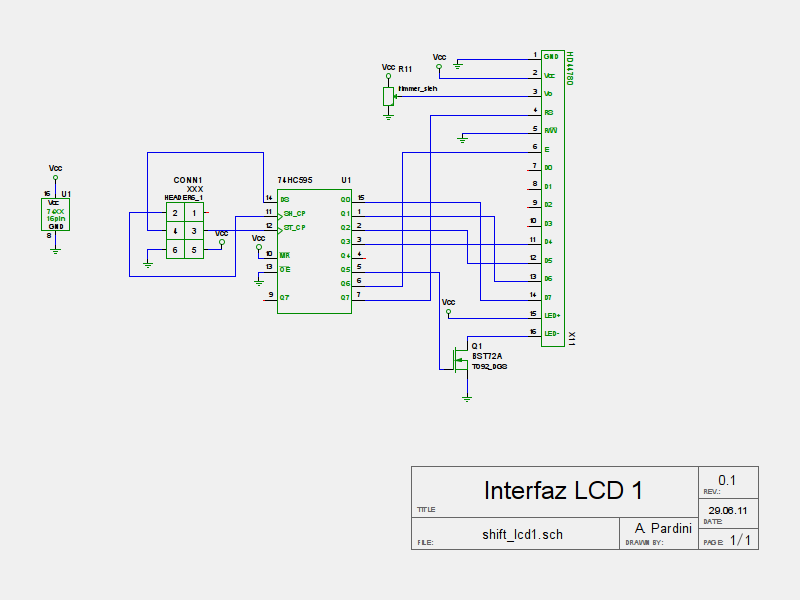 Vcc
16 U1
Vcc
74XX
16pin
GND
8
CONN1
XXX
HEADER6_1
2 1
4 3
6 5
Vcc
Vcc
74HC595 U1
14 DS Q0 15
11 SH_CP Q1 1
12 ST_CP Q2 2
Q3 3
10 MR Q4 4
13 OE Q5 5
Q6 6
9 Q7' Q7 7
Vcc R11
trimmer_steh
Vcc
HD44780
1 GND
2 Vcc
3 Vo
4 RS
5 R/W
6 E
7 D0
8 D1
9 D2
10 D3
11 D4
12 D5
13 D6
14 D7
15 LED+
16 LED-
X11
Vcc
Q1
BST72A
TO92_DGS
Interfaz LCD 1
TITLE
0.1
REV.:
29.06.11
DATE:
FILE: shift_lcd1.sch
A. Pardini
DRAWN BY:
PAGE: 1/1